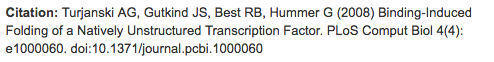 Citation: Turjanski AG, Gutkind JS, Best RB, Hummer G (2008) Binding-Induced
Folding of a Natively Unstructured Transcription Factor. PLoS Comput Biol 4(4):
e1000060. doi:10.1371/journal.pcbi.1000060